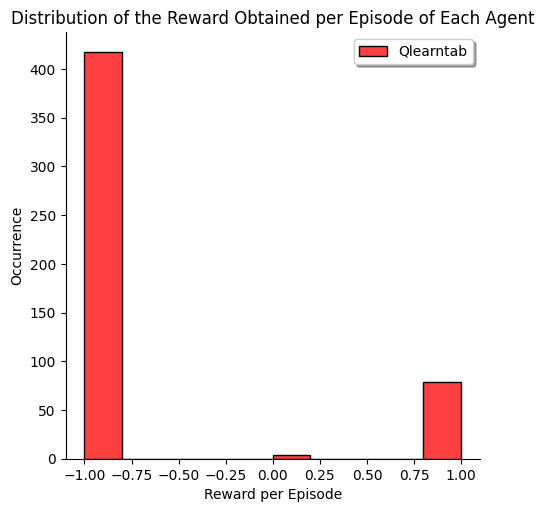 Distribution of the Reward Obtained per Episode of Each Agent
Qlearntab
400
350
300
250
200
150
100
50
0
Occurrence
−1.00 −0.75 −0.50 −0.25 0.00 0.25 0.50 0.75 1.00
Reward per Episode